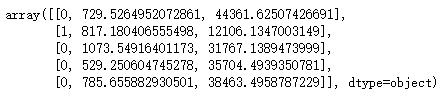 array([[0, 729.5264952072861, 44361.62507426691],
[1, 817.180406555498, 12106.1347003149],
[0, 1073.54916401173, 31767.1389473999],
[0, 529.250604745278, 35704.4939350781],
[0, 785.655882930501, 38463.4958787229]], dtype=object)